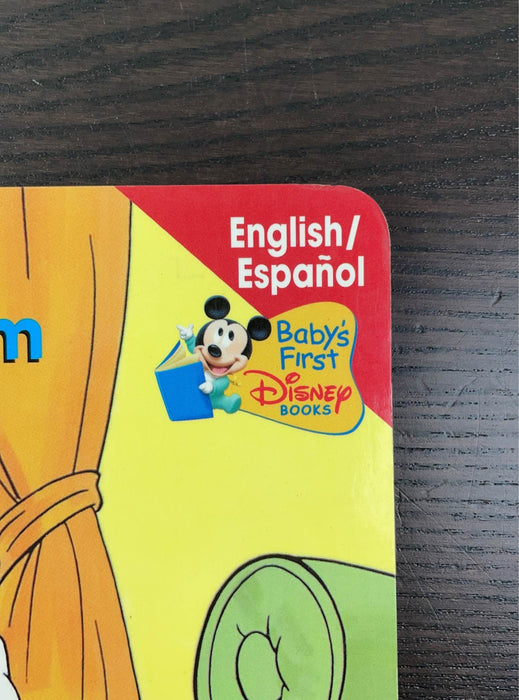 English/
Español
m
Baby's
First
Disney
BOOKS